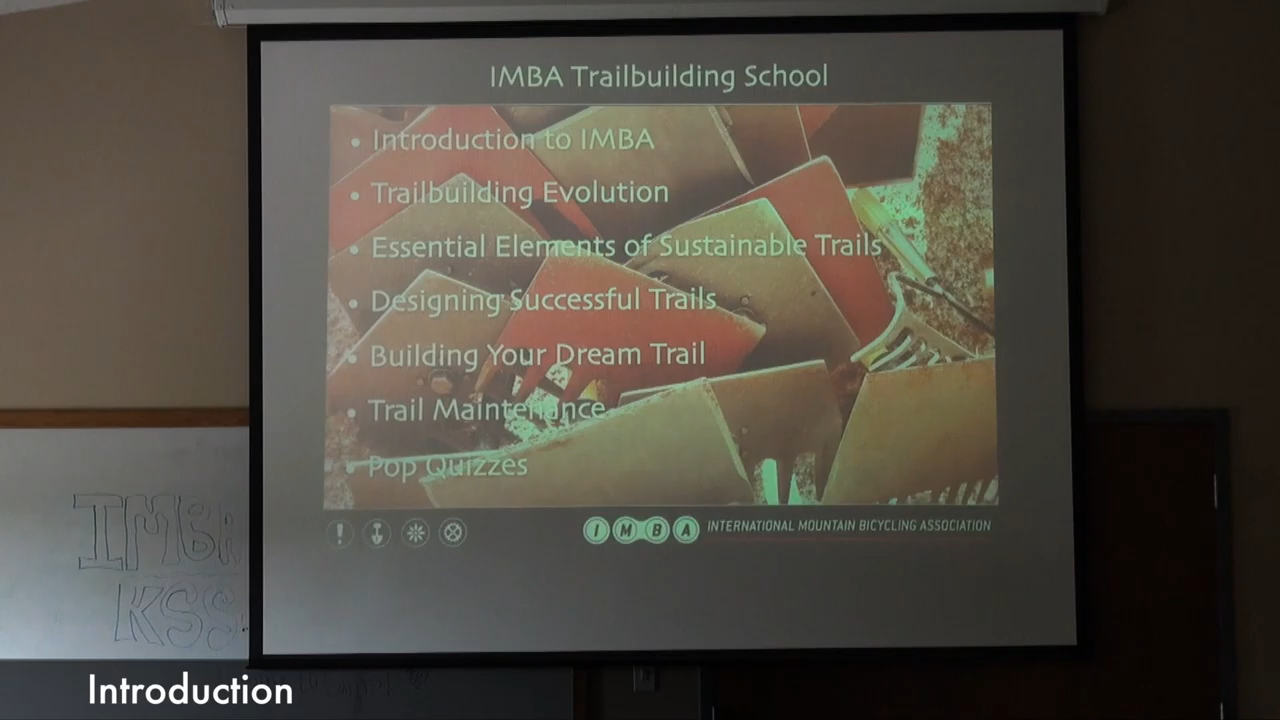 IMBA Trailbuilding School
• Introduction to IMBA
• Trailbuilding Evolution
• Essential Elements of Sustainable Trails
• Designing Successful Trails
• Building Your Dream Trail
• Trail Maintenance
• Pop Quizzes
IMBA INTERNATIONAL MOUNTAIN BICYCLING ASSOCIATION
IMBA
KSS
Introduction